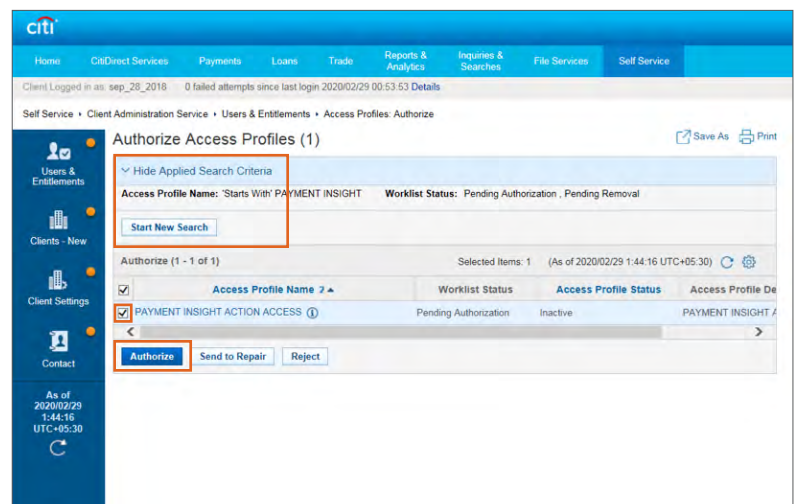 citi
Home CitiDirect Services Payments Loans Trade Reports & Analytics Inquiries & Searches File Services Self Service
Client Logged in as: sep_28_2018 0 failed attempts since last login 2020/02/29 00:53:53 Details
Self Service › Client Administration Service › Users & Entitlements › Access Profiles: Authorize
Authorize Access Profiles (1)
Save As Print
Hide Applied Search Criteria
Access Profile Name: 'Starts With' PAYMENT INSIGHT Worklist Status: Pending Authorization , Pending Removal
Start New Search
Authorize (1 - 1 of 1) Selected Items: 1 (As of 2020/02/29 1:44:16 UTC+05:30)
Access Profile Name 2 Worklist Status Access Profile Status Access Profile De
PAYMENT INSIGHT ACTION ACCESS Pending Authorization Inactive PAYMENT INSIGHT A
Authorize Send to Repair Reject
Users &
Entitlements
Clients - New
Client Settings
Contact
As of
2020/02/29
1:44:16
UTC+05:30